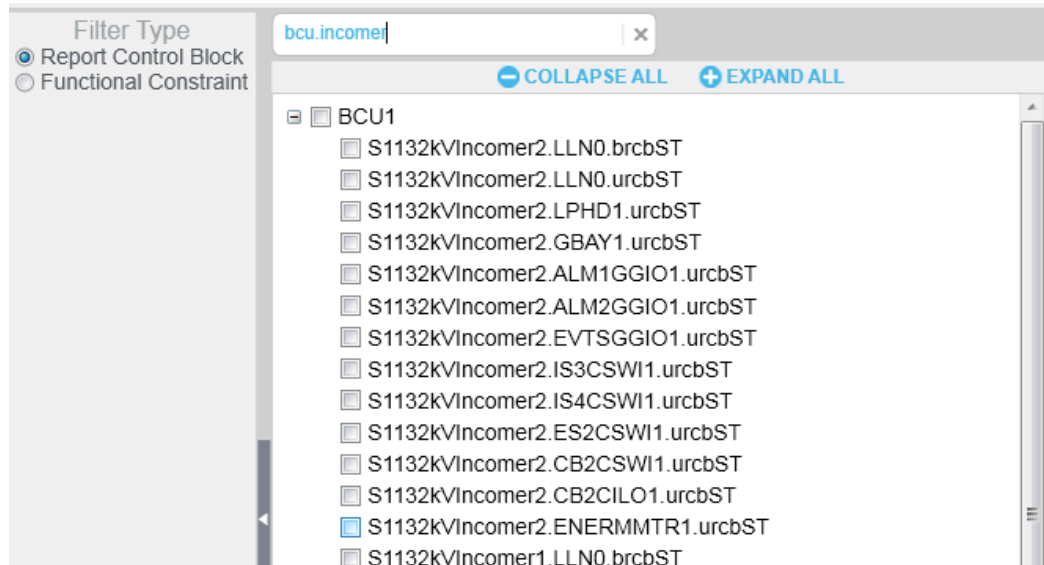 Filter Type
Report Control Block
Functional Constraint
bcu.incomer
COLLAPSE ALL EXPAND ALL
BCU1
S1132kVIncomer2.LLN0.brcbST
S1132kVIncomer2.LLN0.urcbST
S1132kVIncomer2.LPHD1.urcbST
S1132kVIncomer2.GBAY1.urcbST
S1132kVIncomer2.ALM1GGIO1.urcbST
S1132kVIncomer2.ALM2GGIO1.urcbST
S1132kVIncomer2.EVTSGGIO1.urcbST
S1132kVIncomer2.IS3CSWI1.urcbST
S1132kVIncomer2.IS4CSWI1.urcbST
S1132kVIncomer2.ES2CSWI1.urcbST
S1132kVIncomer2.CB2CSWI1.urcbST
S1132kVIncomer2.CB2CILO1.urcbST
S1132kVIncomer2.ENERMMTR1.urcbST
S1132kVIncomer1.LLN0.brcbST